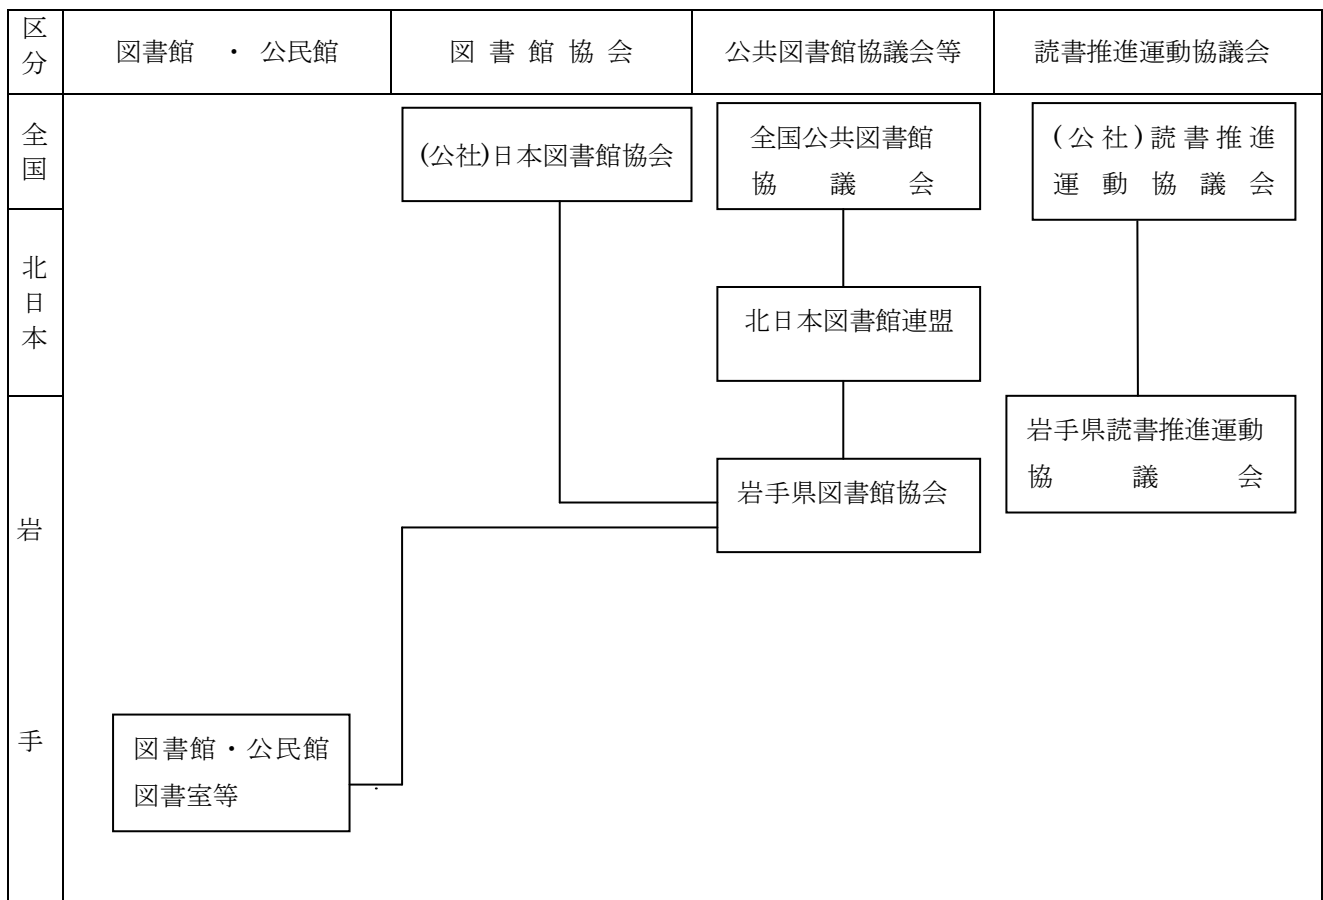 区分
図書館 ・ 公民館
図書館協会
公共図書館協議会等
読書推進運動協議会
全国
(公社)日本図書館協会
全国公共図書館
協議会
(公社)読書推進
運動協議会
北日本
北日本図書館連盟
岩手
岩手県読書推進運動
協議会
岩手県図書館協会
図書館・公民館
図書室等